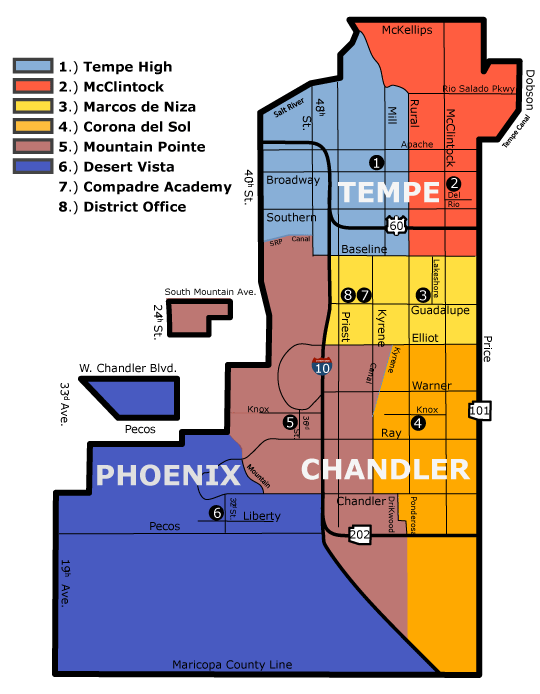 McKellips
1.) Tempe High
2.) McClintock
3.) Marcos de Niza
4.) Corona del Sol
5.) Mountain Pointe
6.) Desert Vista
7.) Compadre Academy
8.) District Office
Dobson
Rio Salado Pkwy
Salt River
48th St.
Mill
Rural
McClintock
Tempe Canal
Apache
1
40th St.
Broadway
TEMPE
2
Del Rio
Southern
60
SRP Canal
Baseline
Lakeshore
South Mountain Ave.
24th St.
8
7
3
Guadalupe
Priest
Kyrene
Elliot
Price
W. Chandler Blvd.
10
Kyrene Canal
Warner
33rd Ave.
Pecos
Knox
36th St.
5
Knox
4
101
Ray
PHOENIX
Mountain
CHANDLER
Chandler
Driftwood
Ponderosa
39th St.
6
Liberty
Pecos
202
19th Ave.
Maricopa County Line